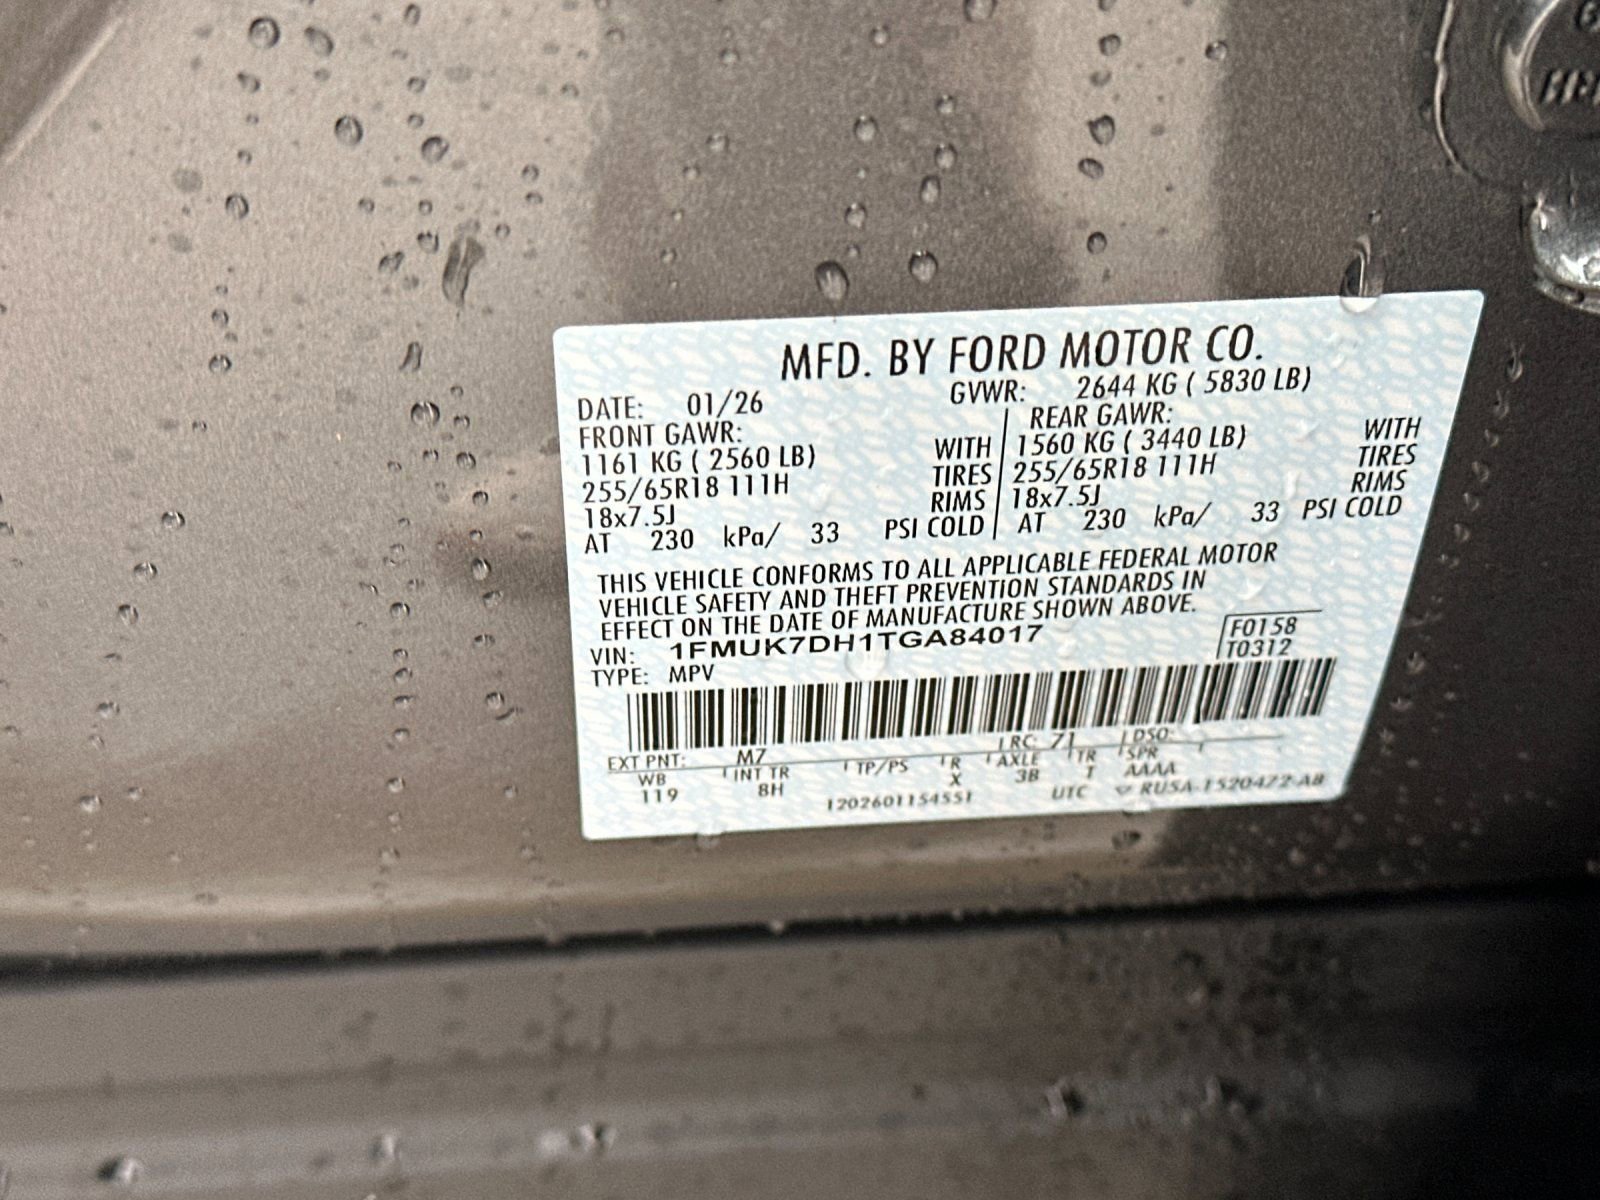 MFD. BY FORD MOTOR CO.
DATE: 01/26 GVWR: 2644 KG ( 5830 LB)
FRONT GAWR: REAR GAWR:
1161 KG ( 2560 LB) WITH 1560 KG ( 3440 LB) WITH
255/65R18 111H TIRES 255/65R18 111H TIRES
18x7.5J RIMS 18x7.5J RIMS
AT 230 kPa/ 33 PSI COLD AT 230 kPa/ 33 PSI COLD
THIS VEHICLE CONFORMS TO ALL APPLICABLE FEDERAL MOTOR
VEHICLE SAFETY AND THEFT PREVENTION STANDARDS IN
EFFECT ON THE DATE OF MANUFACTURE SHOWN ABOVE.
VIN: 1FMUK7DH1TGA84017 F0158
TYPE: MPV T0312
EXT PNT: M7 RC: 71 DSO:
WB INT TR TP/PS R AXLE TR SPR
119 8H X 3B T AAAA
1202601154551 UTC RUSA-1520472-AB